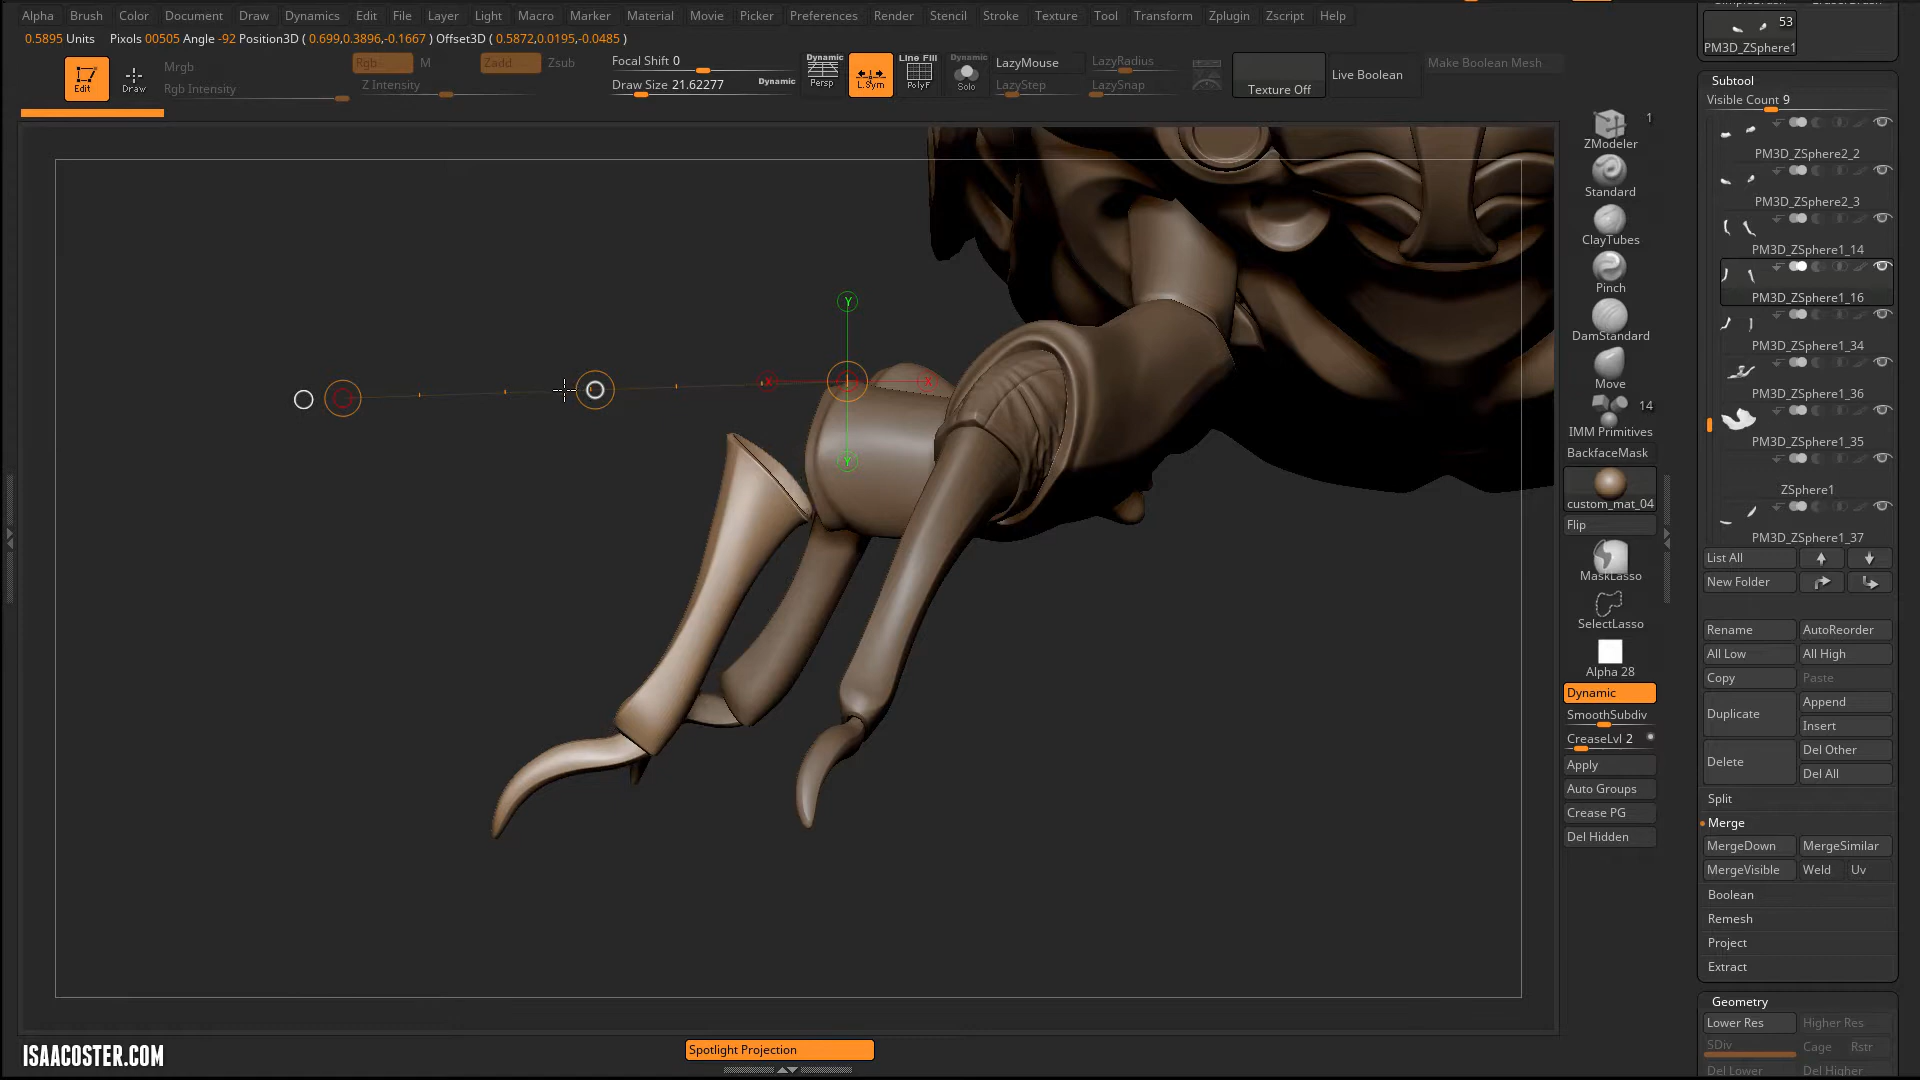 Alpha Brush Color Document Draw Dynamics Edit File Layer Light Macro Marker Material Movie Picker Preferences Render Stencil Stroke Texture Tool Transform Zplugin Zscript Help
0.5895 Units Pixols 00505 Angle -92 Position3D ( 0.699,0.3896,-0.1667 ) Offset3D ( 0.5872,0.0195,-0.0485 )
Edit
Draw
Mrgb
Rgb Intensity
Rgb
M
Zadd
Zsub
Z Intensity
Focal Shift 0
Draw Size 21.62277
Dynamic
Dynamic
Persp
L.Sym
Line Fill
PolyF
Dynamic
Solo
LazyMouse
LazyStep
LazyRadius
LazySnap
Texture Off
Live Boolean
Make Boolean Mesh
53
PM3D_ZSphere1
Subtool
Visible Count 9
PM3D_ZSphere2_2
PM3D_ZSphere2_3
PM3D_ZSphere1_14
PM3D_ZSphere1_16
PM3D_ZSphere1_34
PM3D_ZSphere1_36
PM3D_ZSphere1_35
ZSphere1
PM3D_ZSphere1_37
List All
New Folder
Rename AutoReorder
All Low All High
Copy Paste
Duplicate Append
Insert
Delete Del Other
Del All
Split
Merge
MergeDown MergeSimilar
MergeVisible Weld Uv
Boolean
Remesh
Project
Extract
Geometry
Lower Res Higher Res
SDiv Cage Rstr
Del Lower Del Higher
1
ZModeler
Standard
ClayTubes
Pinch
DamStandard
Move
14
IMM Primitives
BackfaceMask
custom_mat_04
Flip
MaskLasso
SelectLasso
Alpha 28
Dynamic
SmoothSubdiv
CreaseLvl 2
Apply
Auto Groups
Crease PG
Del Hidden
Y
X
X
Y
ISAACOSTER.COM
Spotlight Projection